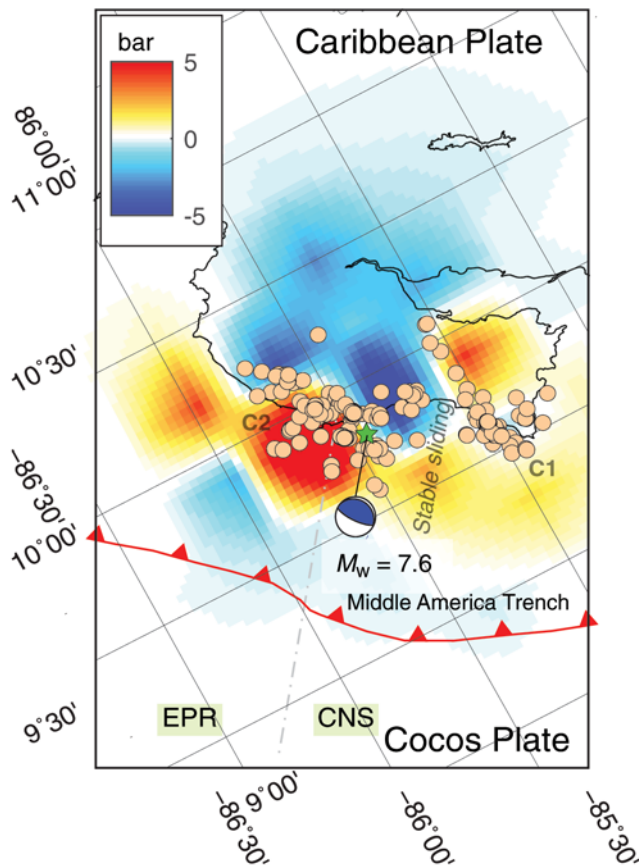 Caribbean Plate
bar
5
0
-5
86°00'
11°00'
10°30'
-86°30'
10°00'
9°30'
C2
C1
Stable sliding
Mw = 7.6
Middle America Trench
EPR
CNS
Cocos Plate
9°00'
-86°30'
-86°00'
-85°30'